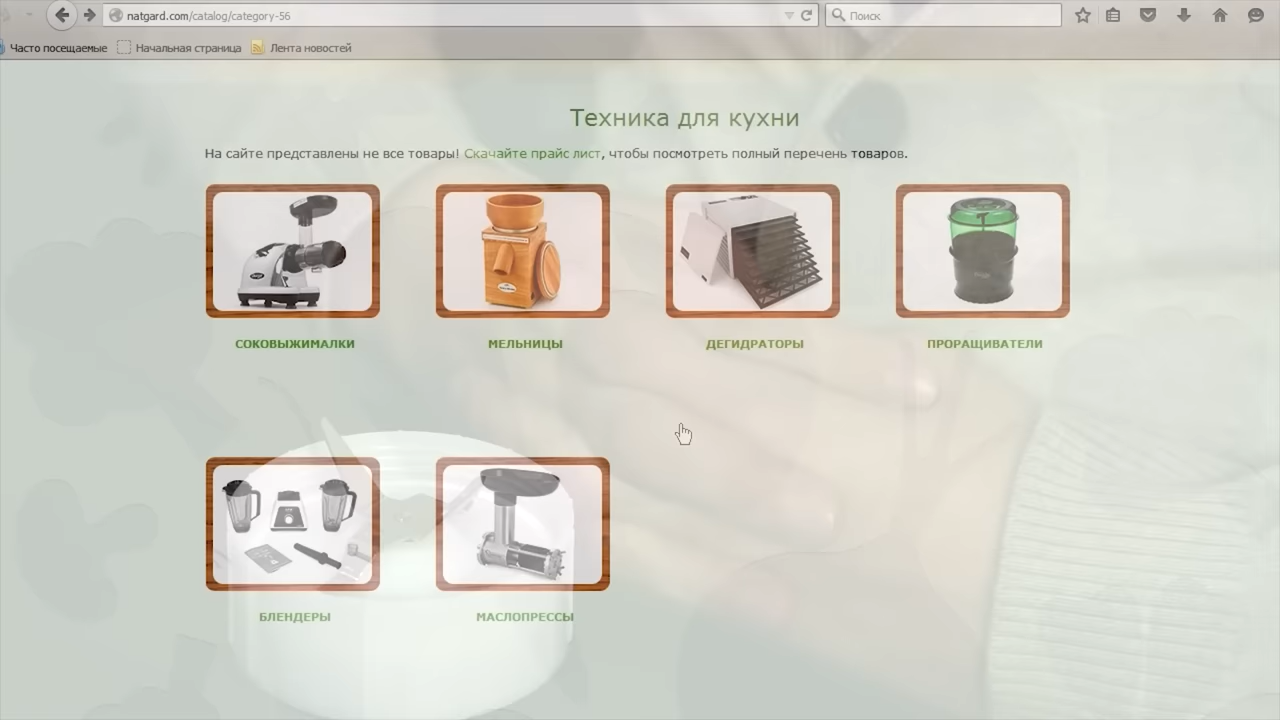 natgard.com/catalog/category-56
Поиск
Часто посещаемые
Начальная страница
Лента новостей
Техника для кухни
На сайте представлены не все товары! Скачайте прайс лист, чтобы посмотреть полный перечень товаров.
СОКОВЫЖИМАЛКИ
МЕЛЬНИЦЫ
ДЕГИДРАТОРЫ
ПРОРАЩИВАТЕЛИ
БЛЕНДЕРЫ
МАСЛОПРЕССЫ